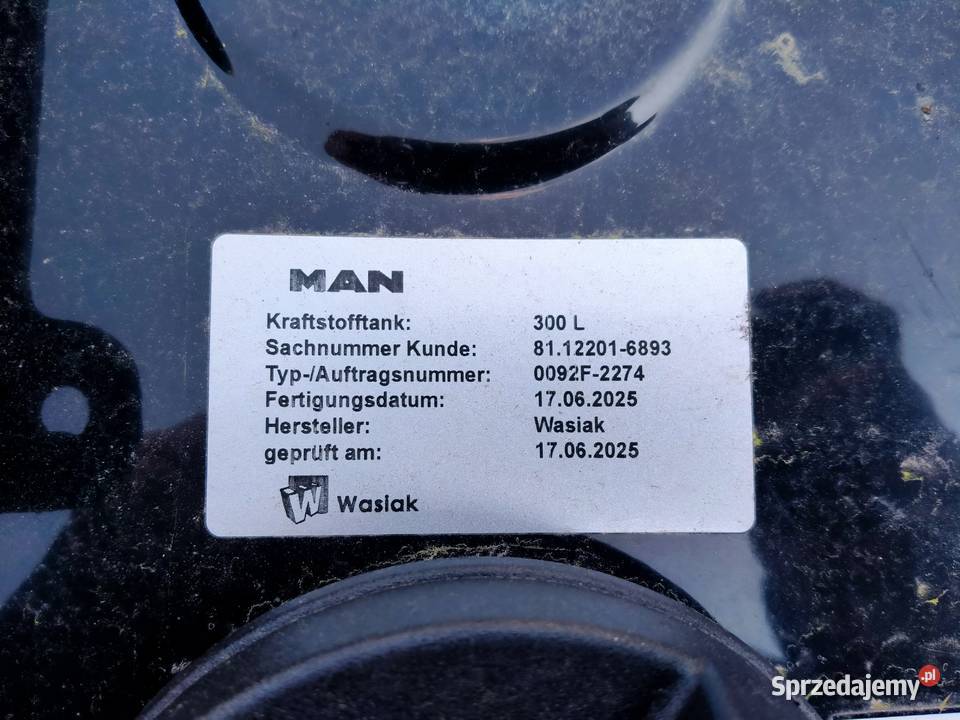 MAN
Kraftstofftank: 300 L
Sachnummer Kunde: 81.12201-6893
Typ-/Auftragsnummer: 0092F-2274
Fertigungsdatum: 17.06.2025
Hersteller: Wasiak
geprüft am: 17.06.2025
W Wasiak
Sprzedajemy.pl